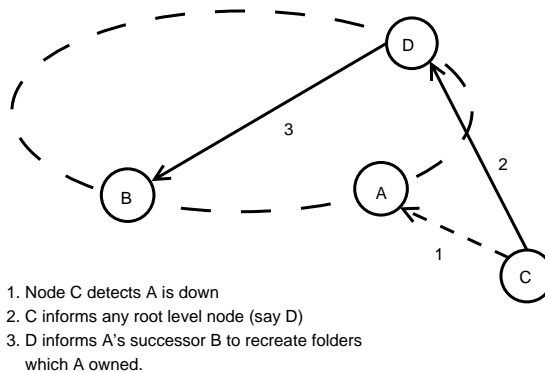 D
3
B
A
2
1
C
1. Node C detects A is down
2. C informs any root level node (say D)
3. D informs A's successor B to recreate folders
which A owned.